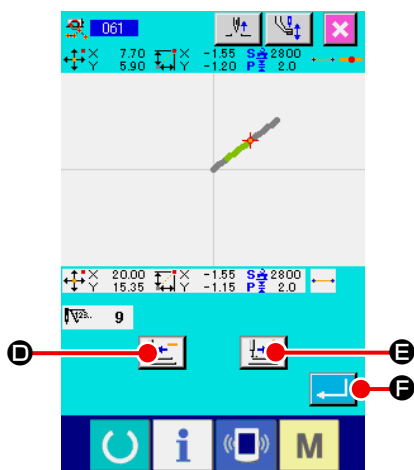 061
X 7.70 X -1.55 S 2800
Y 5.90 Y -1.20 P 2.0
X 20.00 X -1.55 S 2800
Y 15.35 Y -1.15 P 2.0
123.. 9
D E
F
i M